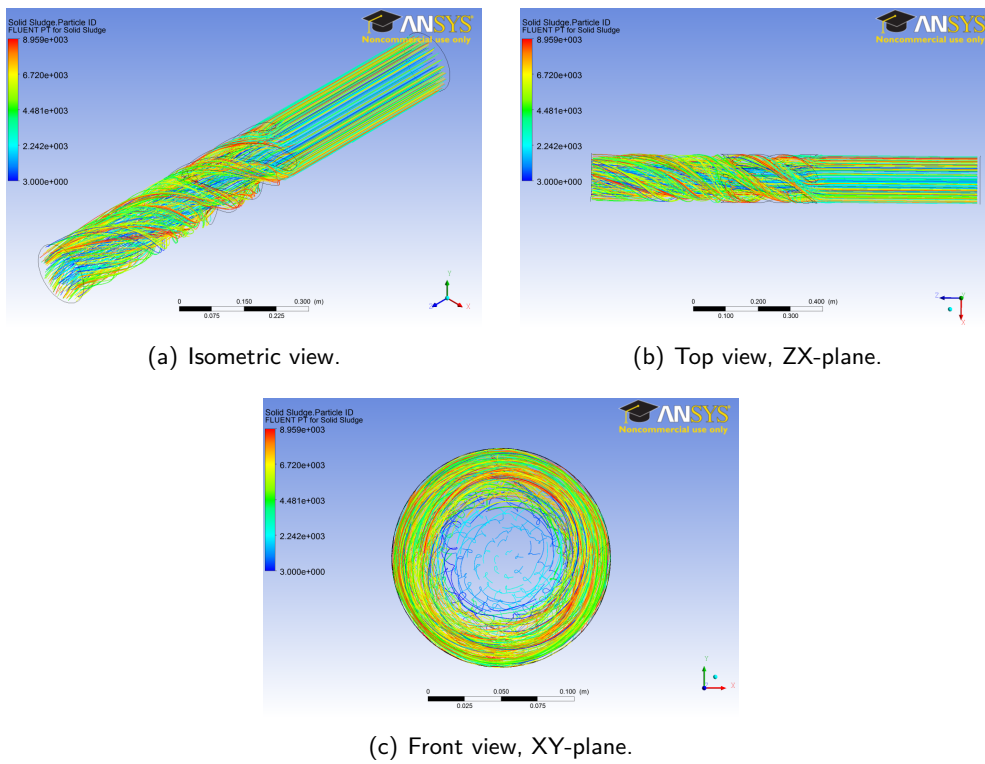 Solid Sludge.Particle ID
FLUENT PT for Solid Sludge
8.959e+003
6.720e+003
4.481e+003
2.242e+003
3.000e+000
ANSYS
Noncommercial use only
0 0.150 0.300 (m)
0.075 0.225
Y
Z X
(a) Isometric view.
Solid Sludge.Particle ID
FLUENT PT for Solid Sludge
8.959e+003
6.720e+003
4.481e+003
2.242e+003
3.000e+000
ANSYS
Noncommercial use only
0 0.200 0.400 (m)
0.100 0.300
Z
X
(b) Top view, ZX-plane.
Solid Sludge.Particle ID
FLUENT PT for Solid Sludge
8.959e+003
6.720e+003
4.481e+003
2.242e+003
3.000e+000
ANSYS
Noncommercial use only
0 0.050 0.100 (m)
0.025 0.075
Y
X
(c) Front view, XY-plane.